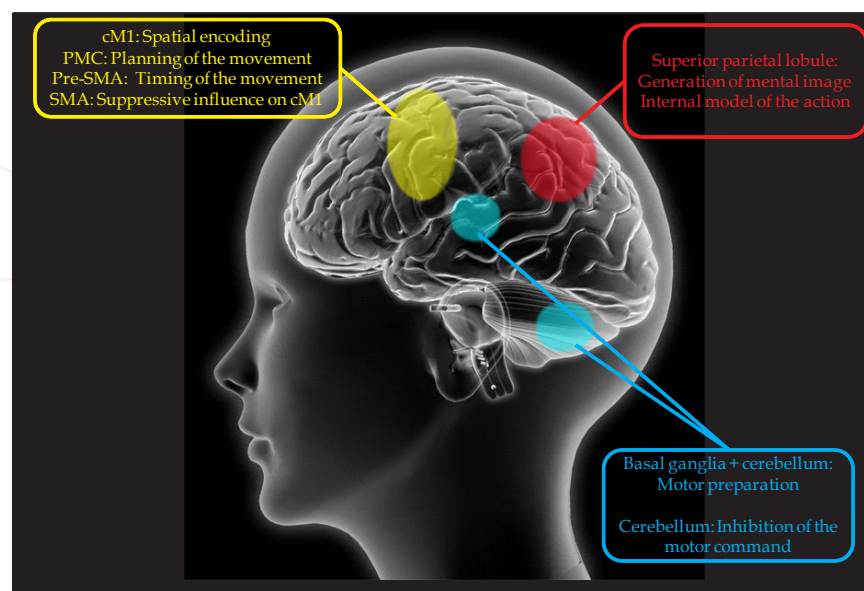 cM1: Spatial encoding
PMC: Planning of the movement
Pre-SMA: Timing of the movement
SMA: Suppressive influence on cM1
Superior parietal lobule:
Generation of mental image
Internal model of the action
Basal ganglia + cerebellum:
Motor preparation
Cerebellum: Inhibition of the
motor command